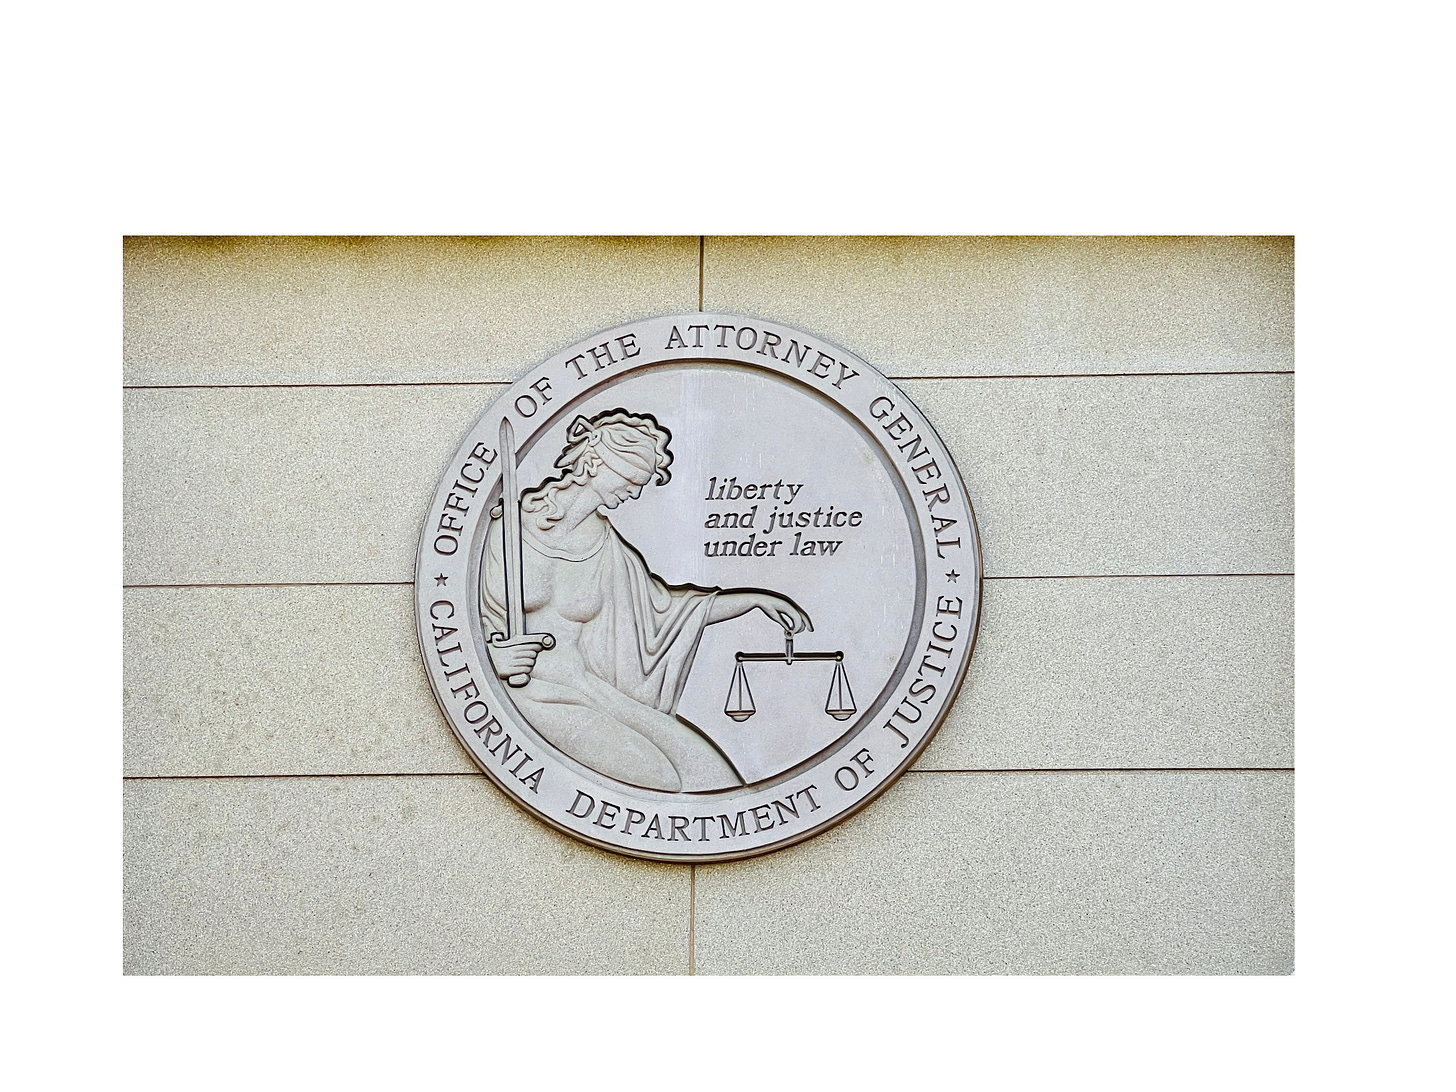 OFFICE OF THE ATTORNEY GENERAL
liberty
and justice
under law
CALIFORNIA DEPARTMENT OF JUSTICE